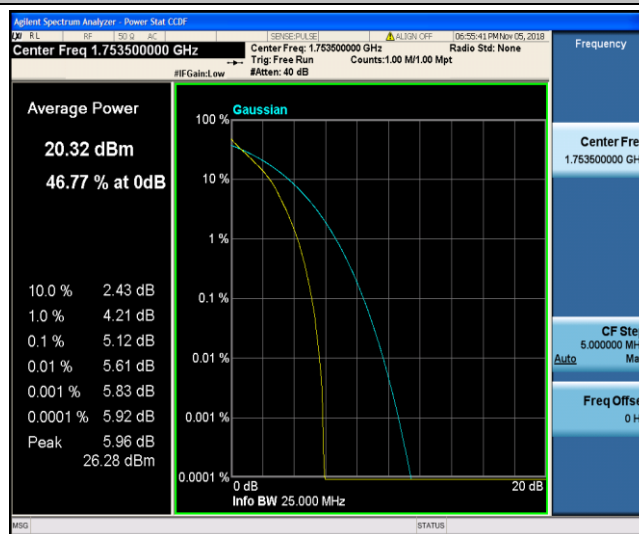 Agilent Spectrum Analyzer - Power Stat CCDF
RL RF 50 Ω AC SENSE:PULSE ALIGN OFF 06:55:41 PM Nov 05, 2018
Center Freq 1.753500000 GHz
Center Freq: 1.753500000 GHz Radio Std: None
Trig: Free Run Counts:1.00 M/1.00 Mpt
#IFGain:Low #Atten: 40 dB
Frequency
Average Power
20.32 dBm
46.77 % at 0dB
10.0 % 2.43 dB
1.0 % 4.21 dB
0.1 % 5.12 dB
0.01 % 5.61 dB
0.001 % 5.83 dB
0.0001 % 5.92 dB
Peak 5.96 dB
26.28 dBm
Gaussian
100 %
10 %
1 %
0.1 %
0.01 %
0.001 %
0.0001 %
0 dB 20 dB
Info BW 25.000 MHz
Center Fre
1.753500000 GH
CF Ste
5.000000 MH
Auto Ma
Freq Offse
0 H
MSG STATUS